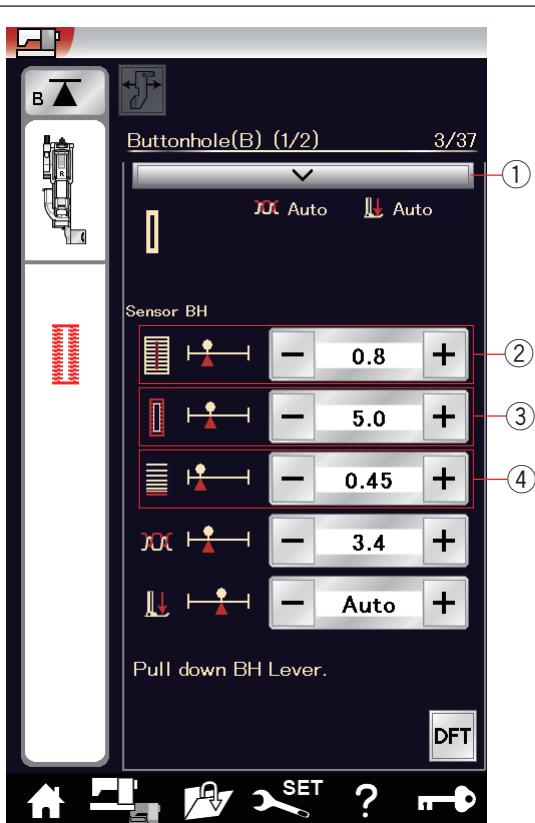 B
R
Buttonhole(B) (1/2) 3/37
①
Auto Auto
Sensor BH
0.8 ②
5.0 ③
0.45 ④
3.4
Auto
Pull down BH Lever.
DFT
SET
?